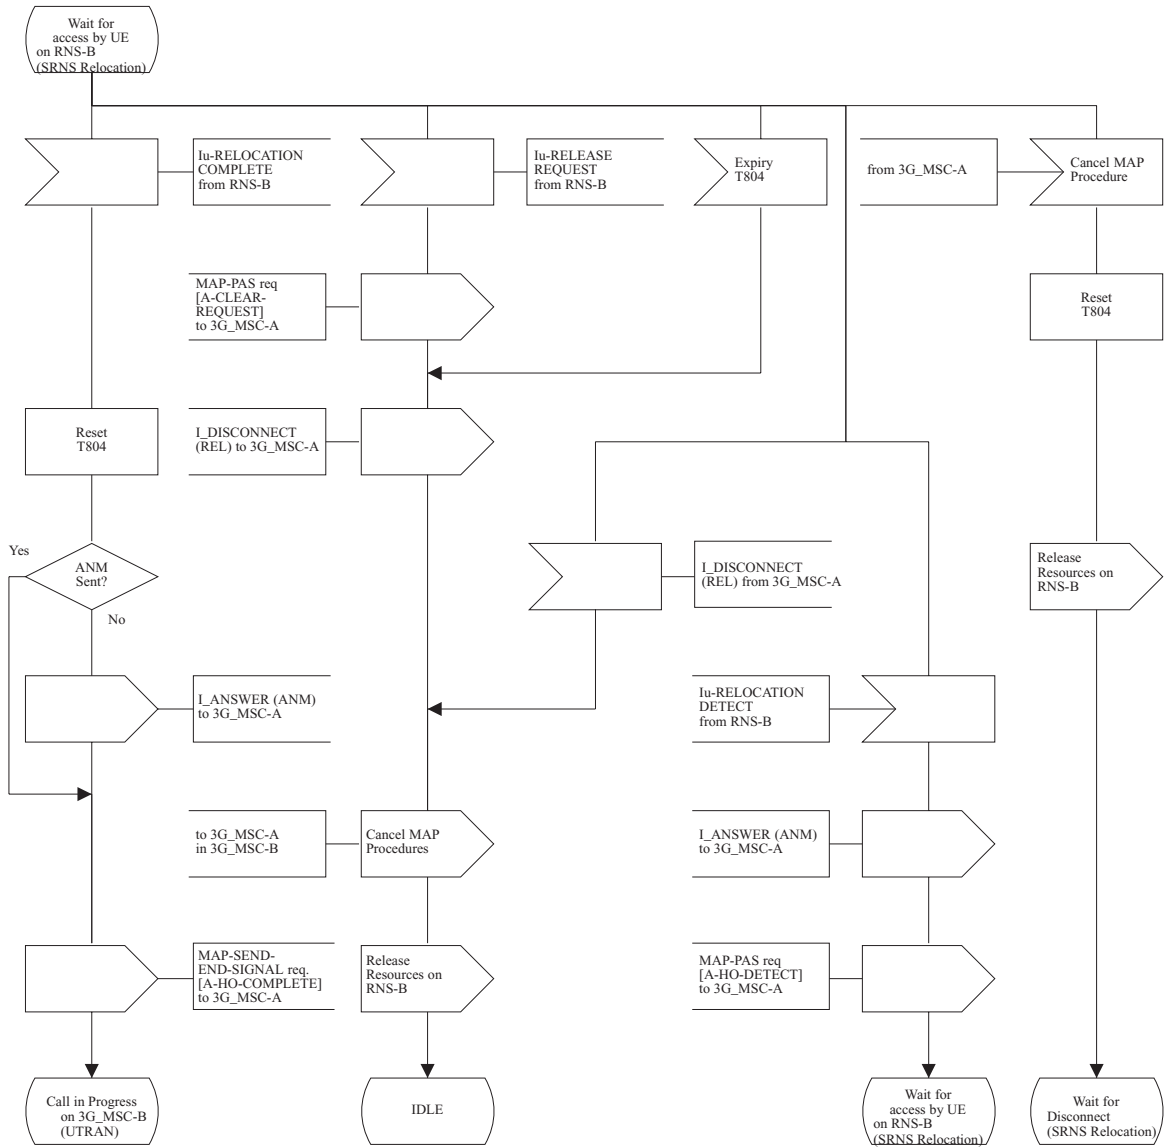 Wait for
access by UE
on RNS-B
(SRNS Relocation)
Iu-RELOCATION
COMPLETE
from RNS-B
Iu-RELEASE
REQUEST
from RNS-B
Expiry
T804
from 3G_MSC-A
Cancel MAP
Procedure
MAP-PAS req
[A-CLEAR-
REQUEST]
to 3G_MSC-A
Reset
T804
Reset
T804
I_DISCONNECT
(REL) to 3G_MSC-A
Yes
ANM
Sent?
No
I_DISCONNECT
(REL) from 3G_MSC-A
Release
Resources on
RNS-B
I_ANSWER (ANM)
to 3G_MSC-A
Iu-RELOCATION
DETECT
from RNS-B
to 3G_MSC-A
in 3G_MSC-B
Cancel MAP
Procedures
I_ANSWER (ANM)
to 3G_MSC-A
MAP-SEND-
END-SIGNAL req.
[A-HO-COMPLETE]
to 3G_MSC-A
Release
Resources on
RNS-B
MAP-PAS req
[A-HO-DETECT]
to 3G_MSC-A
Call in Progress
on 3G_MSC-B
(UTRAN)
IDLE
Wait for
access by UE
on RNS-B
(SRNS Relocation)
Wait for
Disconnect
(SRNS Relocation)